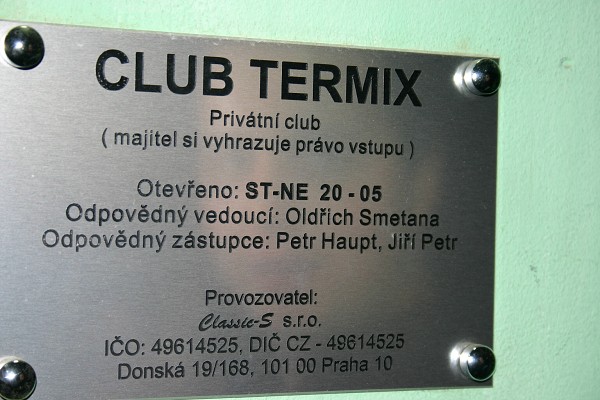 CLUB TERMIX
Privátní club
( majitel si vyhrazuje právo vstupu )
Otevřeno: ST-NE 20 - 05
Odpovědný vedoucí: Oldřich Smetana
Odpovědný zástupce: Petr Haupt, Jiří Petr
Provozovatel:
Classic-S s.r.o.
IČO: 49614525, DIČ CZ - 49614525
Donská 19/168, 101 00 Praha 10